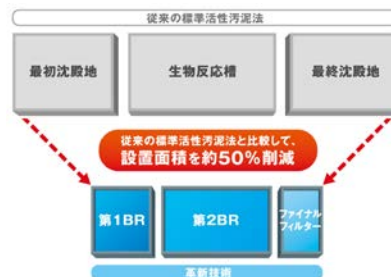 従来の標準活性汚泥法
最初沈殿地
生物反応槽
最終沈殿地
従来の標準活性汚泥法と比較して、
設置面積を約50%削減
第1BR
第2BR
ファイナル
フィルター
革新技術